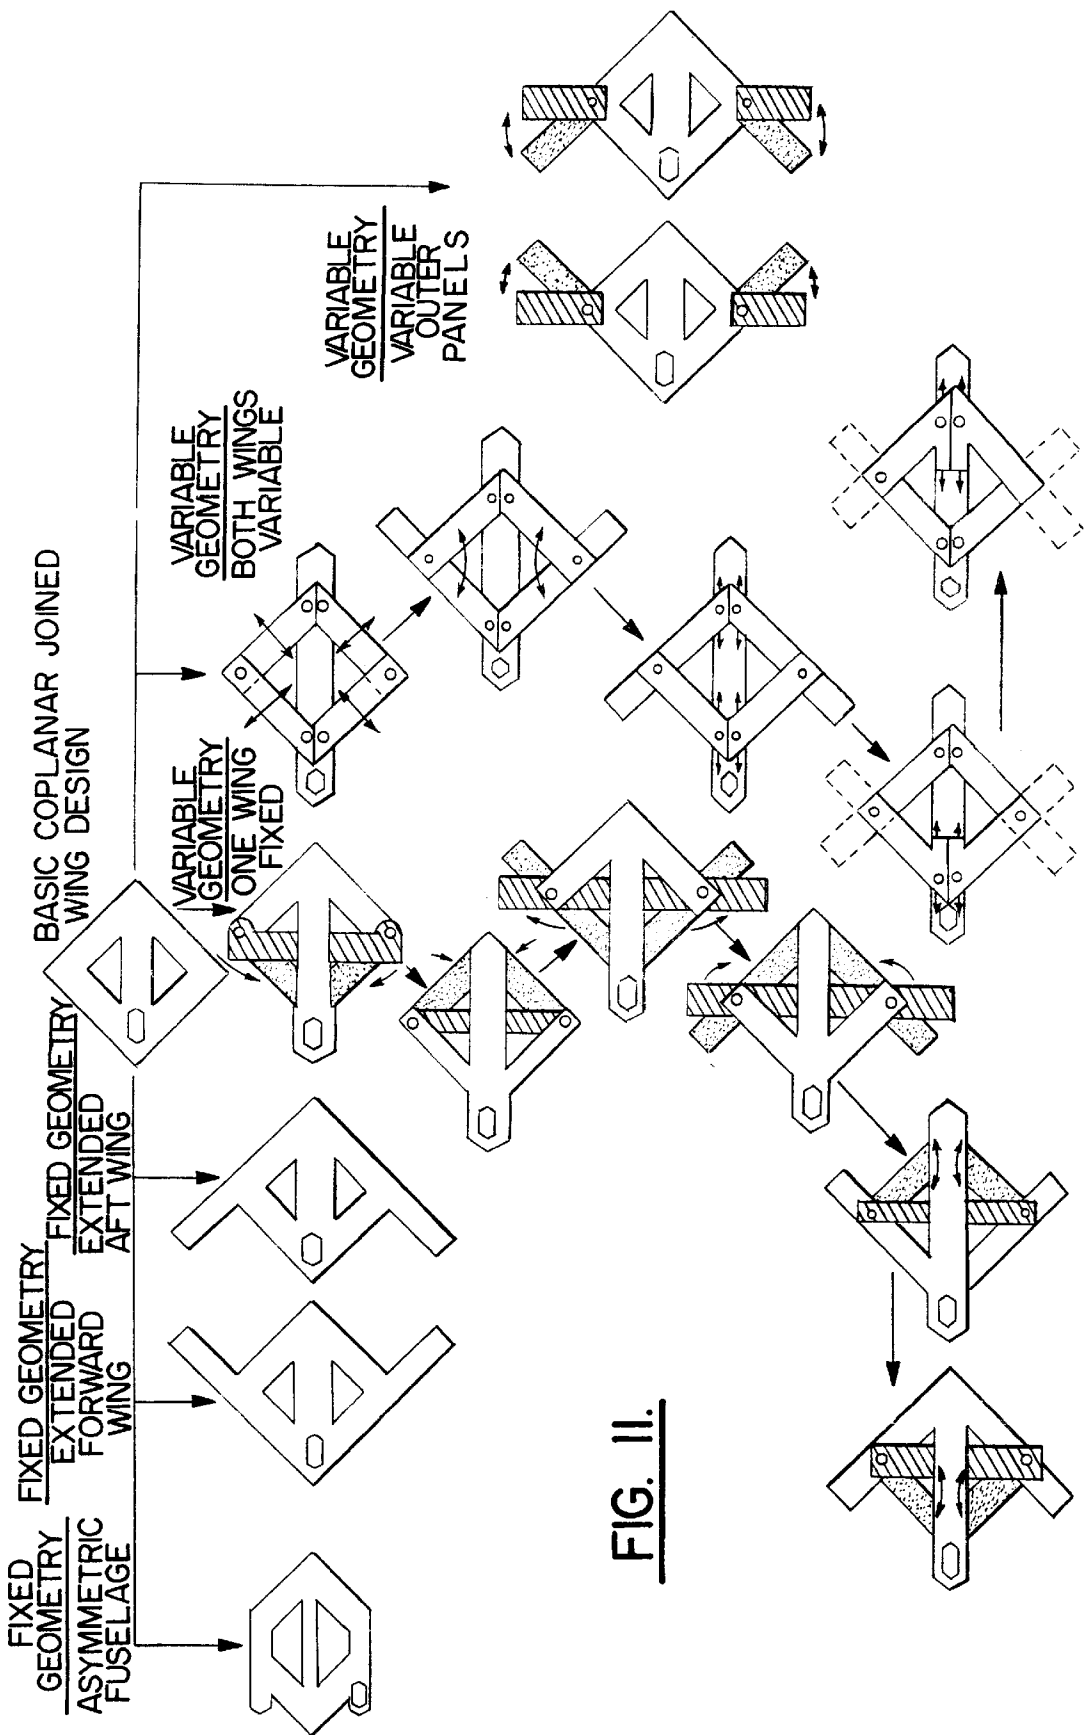 BASIC COPLANAR JOINED
WING DESIGN
FIXED
GEOMETRY
ASYMMETRIC
FUSELAGE
FIXED GEOMETRY
EXTENDED
FORWARD
WING
FIXED GEOMETRY
EXTENDED
AFT WING
VARIABLE
GEOMETRY
ONE WING
FIXED
VARIABLE
GEOMETRY
BOTH WINGS
VARIABLE
VARIABLE
GEOMETRY
VARIABLE
OUTER
PANELS
FIG. 11.